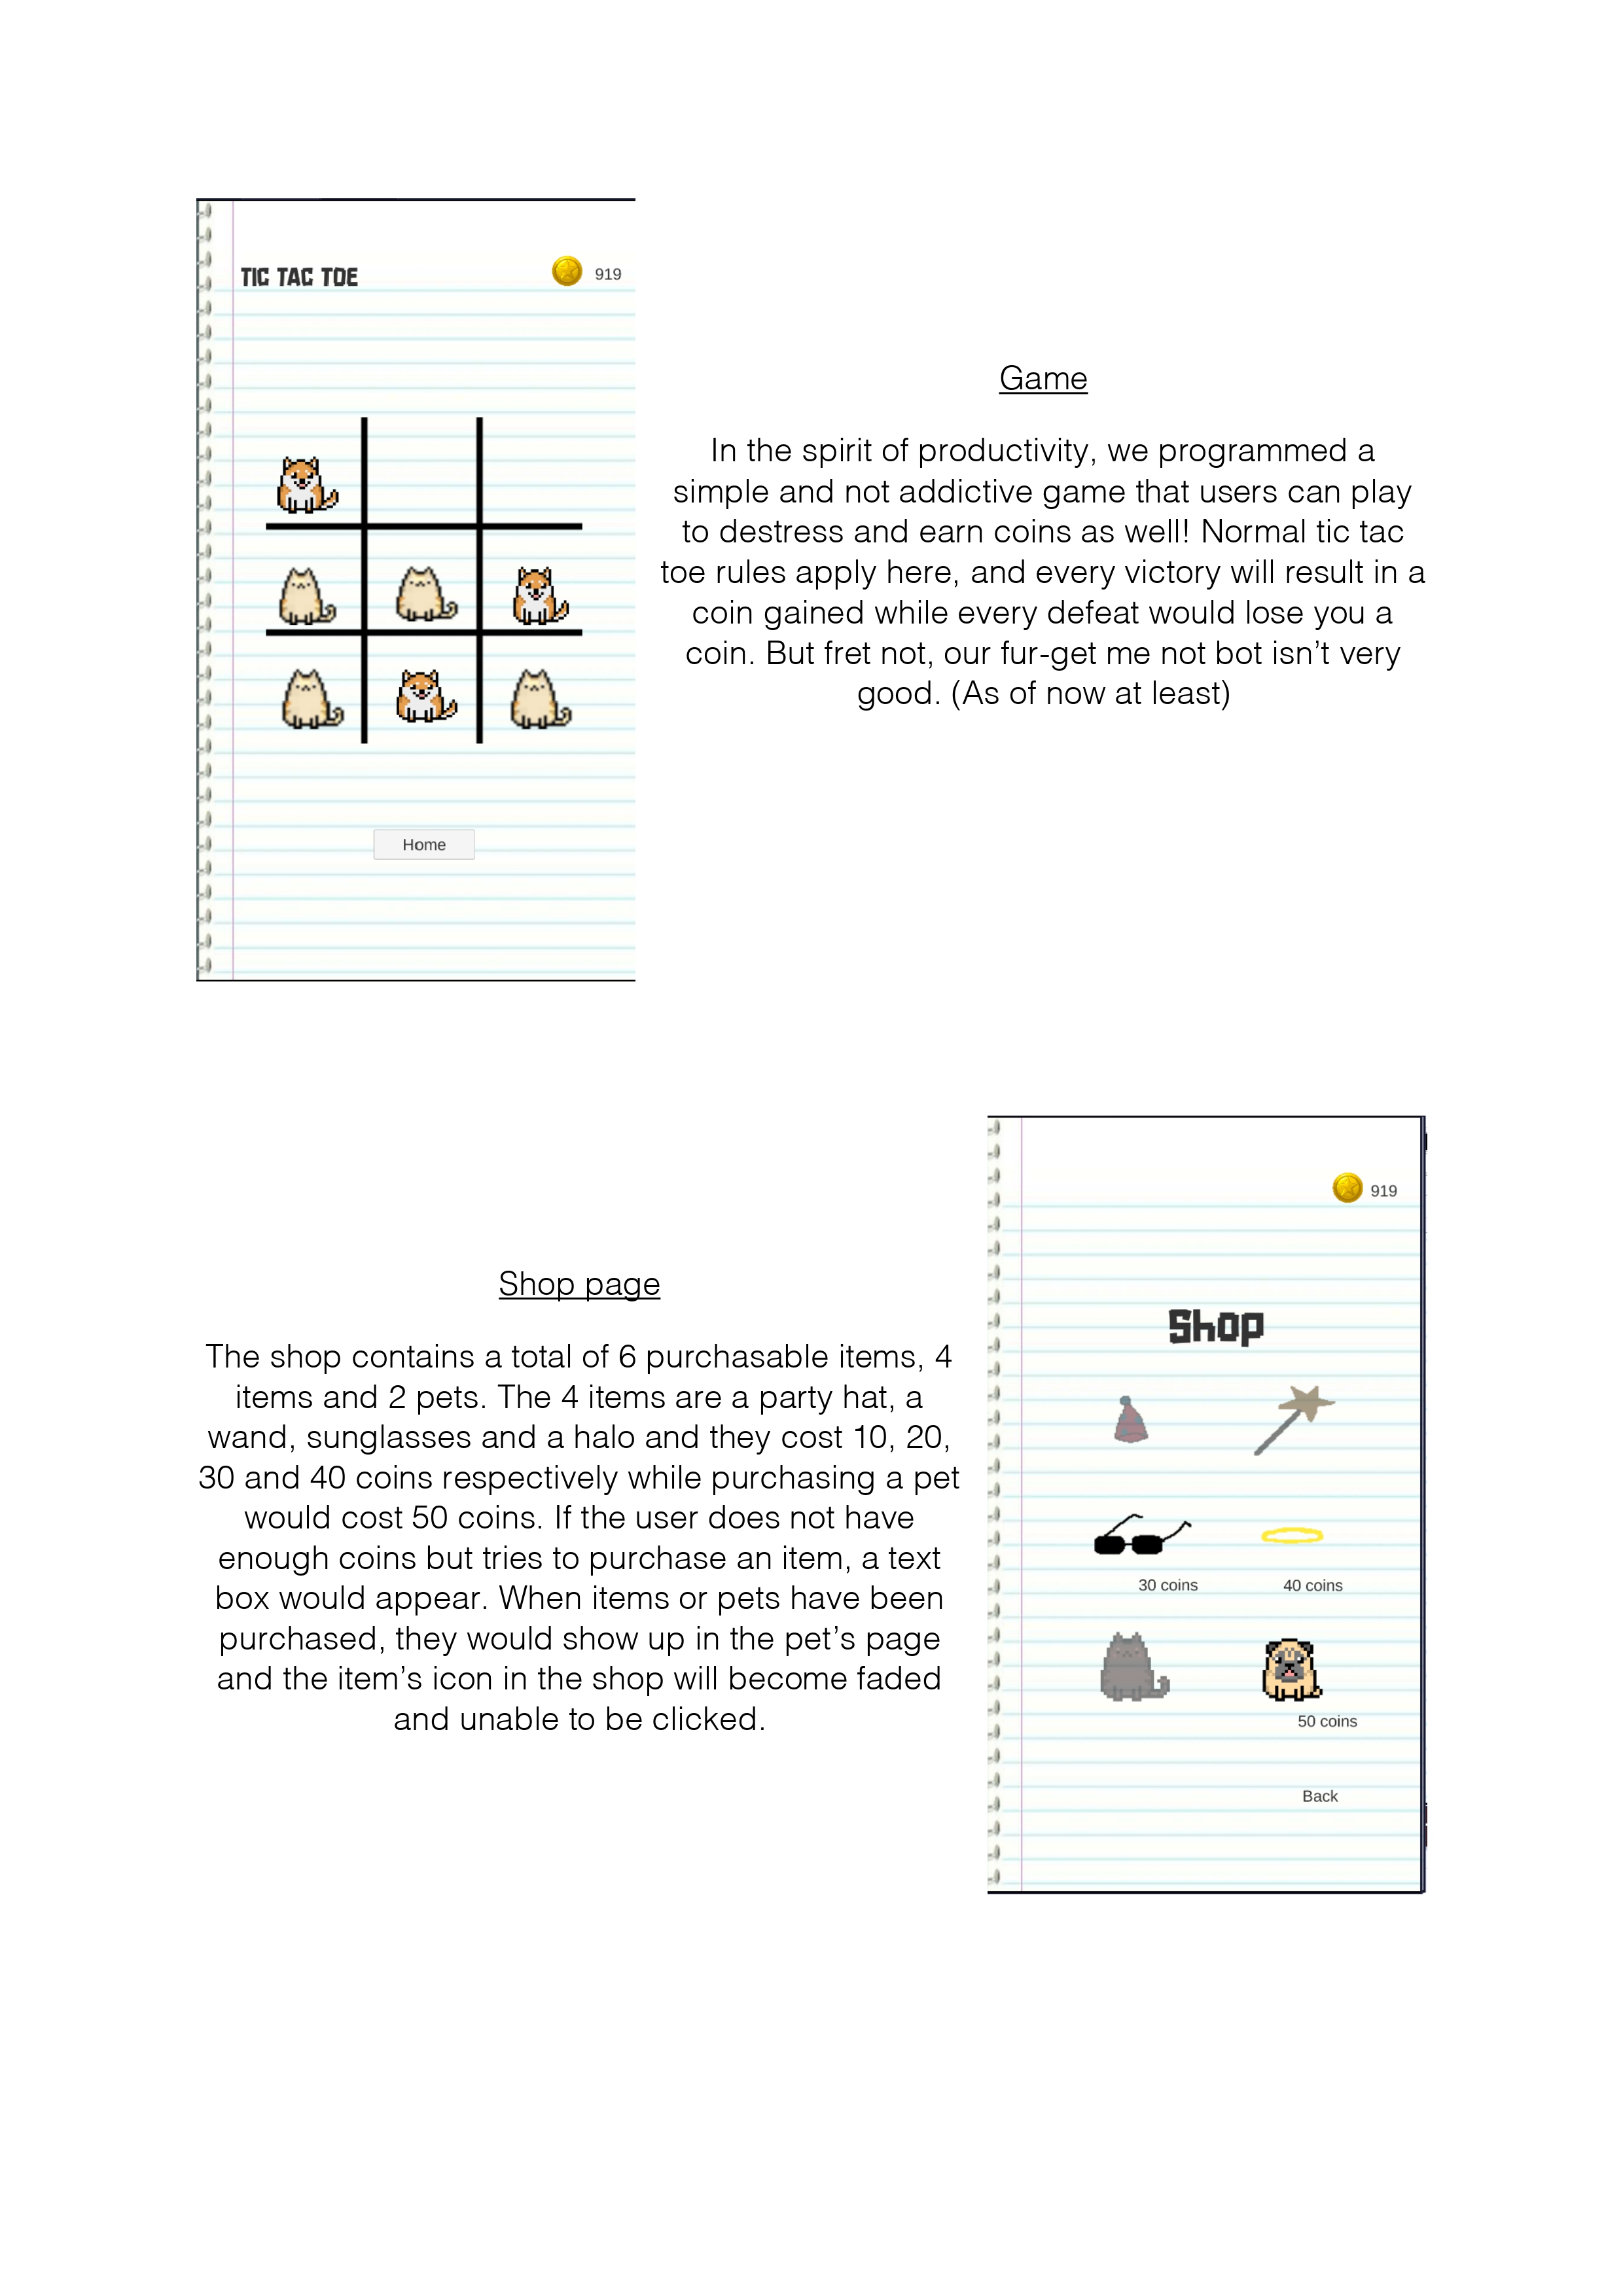 TIC TAC TOE
919
Home
Game
In the spirit of productivity, we programmed a
simple and not addictive game that users can play
to destress and earn coins as well! Normal tic tac
toe rules apply here, and every victory will result in a
coin gained while every defeat would lose you a
coin. But fret not, our fur-get me not bot isn’t very
good. (As of now at least)
Shop page
The shop contains a total of 6 purchasable items, 4
items and 2 pets. The 4 items are a party hat, a
wand, sunglasses and a halo and they cost 10, 20,
30 and 40 coins respectively while purchasing a pet
would cost 50 coins. If the user does not have
enough coins but tries to purchase an item, a text
box would appear. When items or pets have been
purchased, they would show up in the pet’s page
and the item’s icon in the shop will become faded
and unable to be clicked.
919
Shop
30 coins
40 coins
50 coins
Back